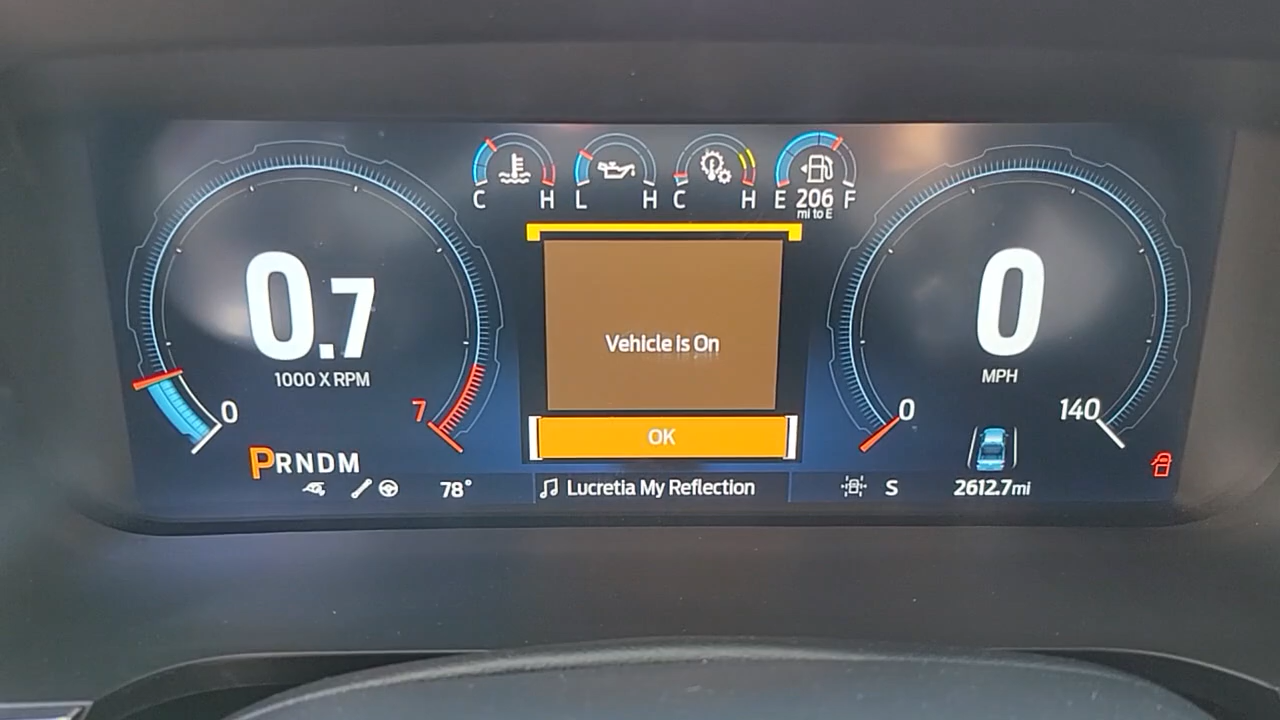 C H L H C H E 206 F
mi to E
0.7
1000 X RPM
0
7
PRNDM
Vehicle is On
OK
0
MPH
0
140
78°
Lucretia My Reflection
S
2612.7mi